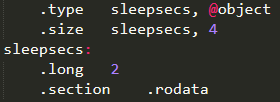 .type sleepsecs, @object
.size sleepsecs, 4
sleepsecs:
.long 2
.section .rodata